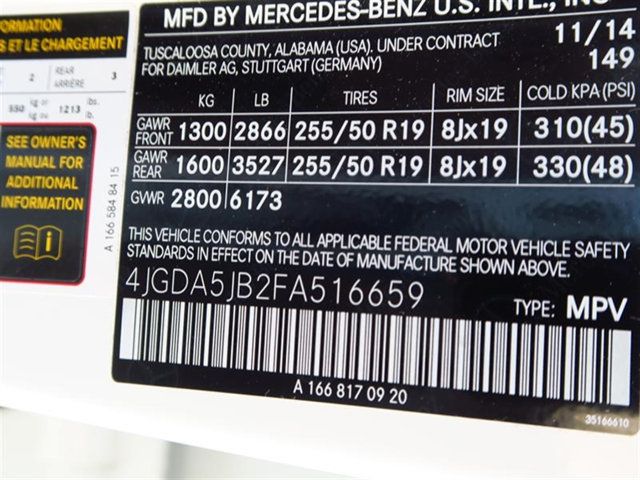 ORMATION
S ET LE CHARGEMENT
2 REAR ARRIÈRE 3
550 kg or kg ou 1213 lbs. lb.
SEE OWNER'S
MANUAL FOR
ADDITIONAL
INFORMATION
A 166 584 84 15
MFD BY MERCEDES-BENZ U.S. INTL., INC
TUSCALOOSA COUNTY, ALABAMA (USA). UNDER CONTRACT 11/14
FOR DAIMLER AG, STUTTGART (GERMANY) 149
KG LB TIRES RIM SIZE COLD KPA (PSI)
GAWR FRONT 1300 2866 255/50 R19 8Jx19 310(45)
GAWR REAR 1600 3527 255/50 R19 8Jx19 330(48)
GVWR 2800 6173
THIS VEHICLE CONFORMS TO ALL APPLICABLE FEDERAL MOTOR VEHICLE SAFETY
STANDARDS IN EFFECT ON THE DATE OF MANUFACTURE SHOWN ABOVE.
4JGDA5JB2FA516659 TYPE: MPV
A 166 817 09 20
35166610